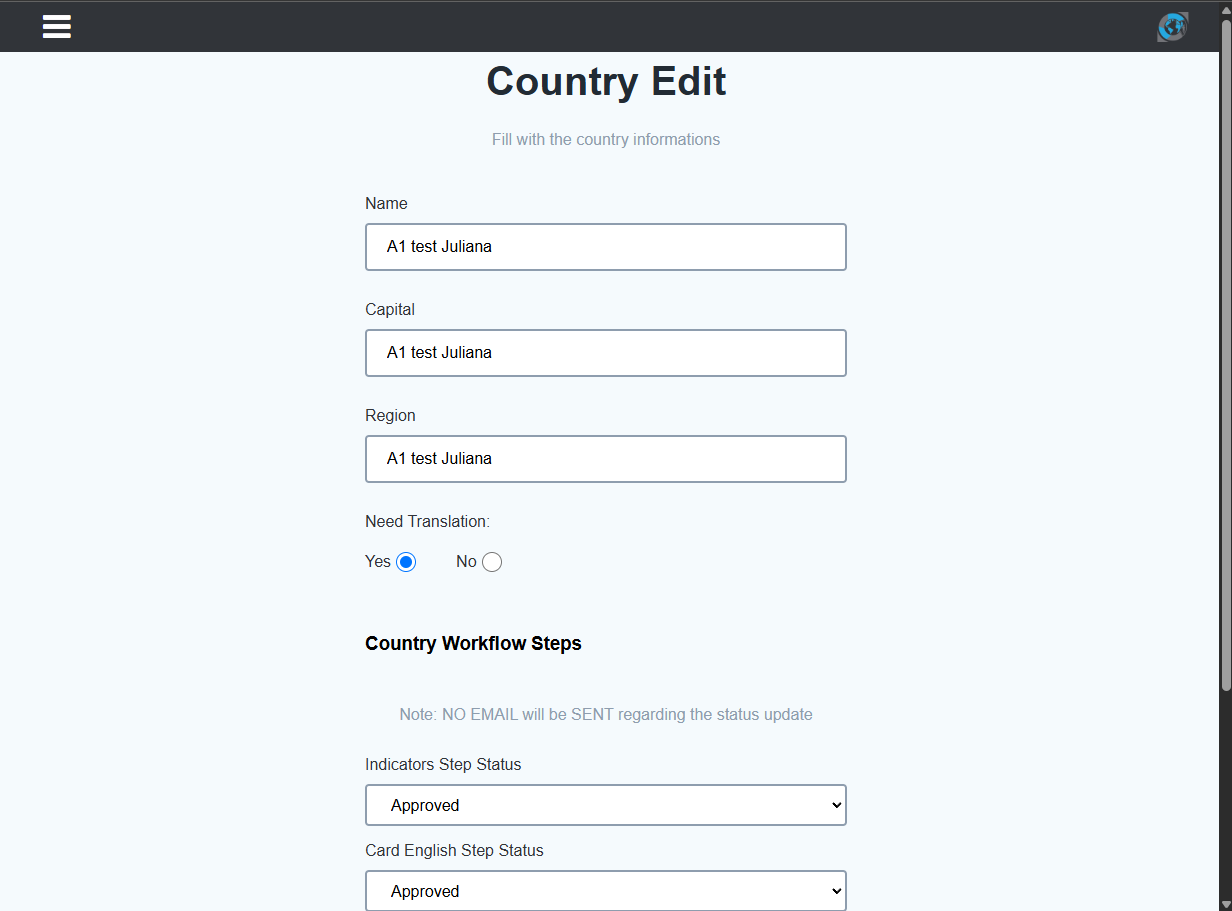 Country Edit
Fill with the country informations
Name
A1 test Juliana
Capital
A1 test Juliana
Region
A1 test Juliana
Need Translation:
Yes No
Country Workflow Steps
Note: NO EMAIL will be SENT regarding the status update
Indicators Step Status
Approved
Card English Step Status
Approved